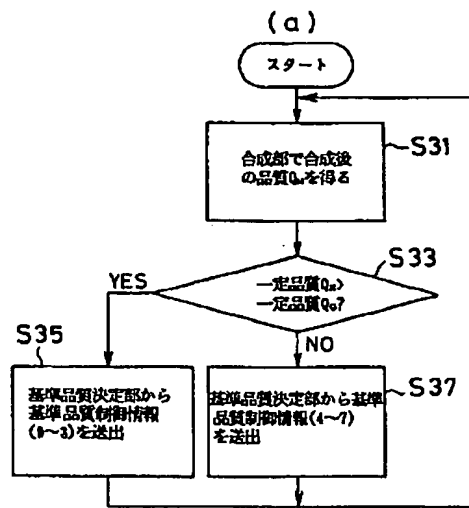 (a)
スタート
合成部で合成後
の品質Q を得る
S31
一定品質Q >
一定品質Q ?
S33
YES
NO
S35
基準品質決定部から
基準品質制御情報
(0~3)を送出
基準品質決定部から基準
品質制御情報(4~7)
を送出
S37